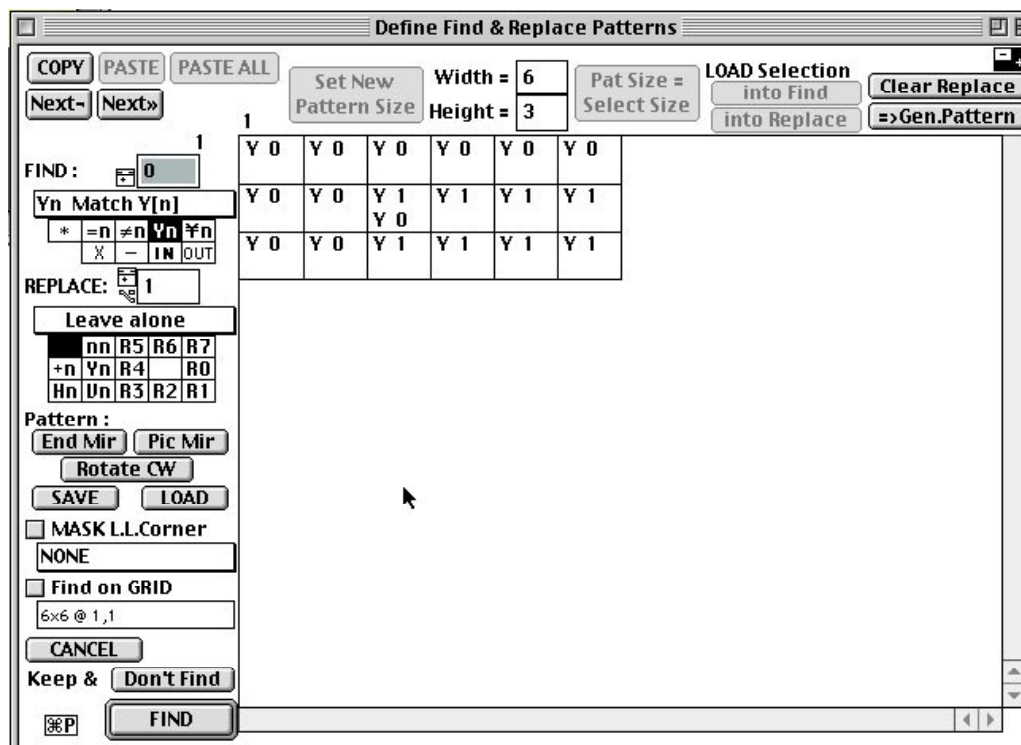 Define Find & Replace Patterns
COPY PASTE PASTE ALL
Next¬ Next»
Set New
Pattern Size
Width = 6
Height = 3
Pat Size =
Select Size
LOAD Selection
into Find
into Replace
Clear Replace
=>Gen.Pattern
1
1
FIND : 0
Yn Match Y[n]
* =n ≠n Yn ¥n
X – IN OUT
REPLACE: 1
Leave alone
nn R5 R6 R7
+n Yn R4 R0
Hn Vn R3 R2 R1
Pattern :
End Mir Pic Mir
Rotate CW
SAVE LOAD
MASK L.L.Corner
NONE
Find on GRID
6x6 @ 1,1
CANCEL
Keep & Don't Find
⌘P FIND
Y 0 Y 0 Y 0 Y 0 Y 0 Y 0
Y 0 Y 0 Y 1 Y 1 Y 1 Y 1
Y 0
Y 0 Y 0 Y 1 Y 1 Y 1 Y 1